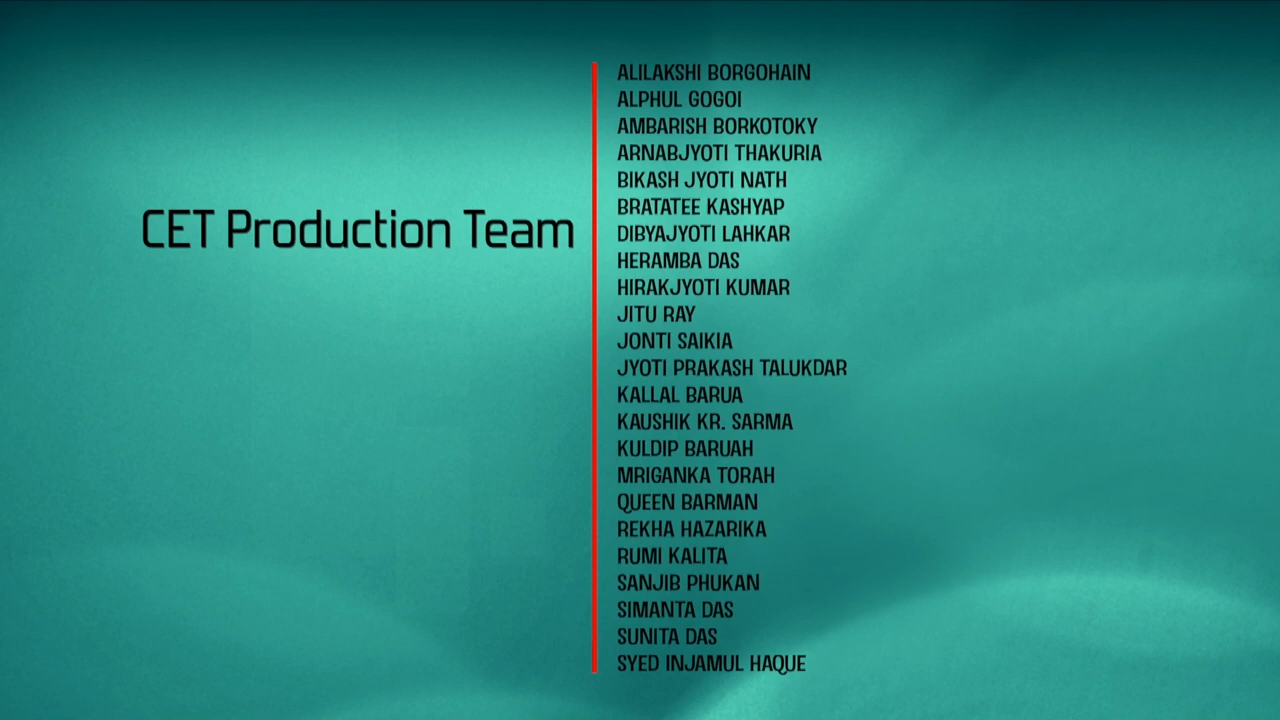 CET Production Team
ALILAKSHI BORGOHAIN
ALPHUL GOGOI
AMBARISH BORKOTOKY
ARNABJYOTI THAKURIA
BIKASH JYOTI NATH
BRATATEE KASHYAP
DIBYAJYOTI LAHKAR
HERAMBA DAS
HIRAKJYOTI KUMAR
JITU RAY
JONTI SAIKIA
JYOTI PRAKASH TALUKDAR
KALLAL BARUA
KAUSHIK KR. SARMA
KULDIP BARUAH
MRIGANKA TORAH
QUEEN BARMAN
REKHA HAZARIKA
RUMI KALITA
SANJIB PHUKAN
SIMANTA DAS
SUNITA DAS
SYED INJAMUL HAQUE